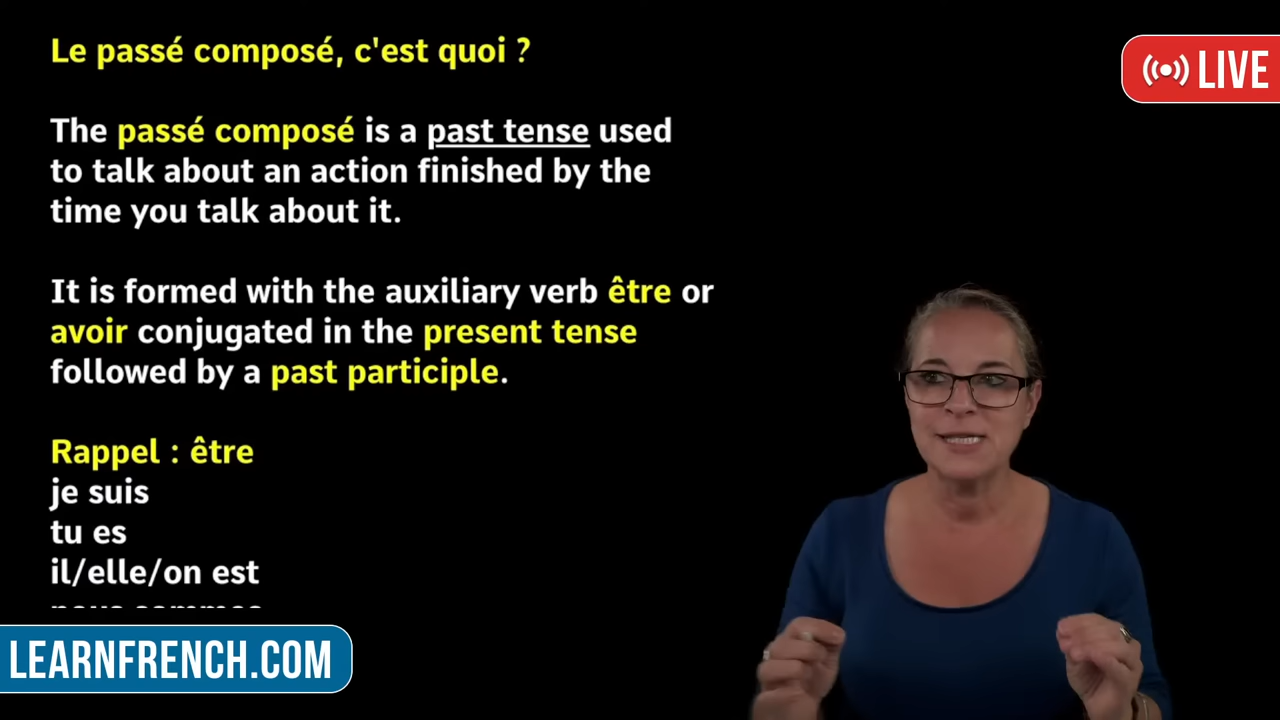 Le passé composé, c'est quoi ?
LIVE
The passé composé is a past tense used
to talk about an action finished by the
time you talk about it.
It is formed with the auxiliary verb être or
avoir conjugated in the present tense
followed by a past participle.
Rappel : être
je suis
tu es
il/elle/on est
LEARNFRENCH.COM